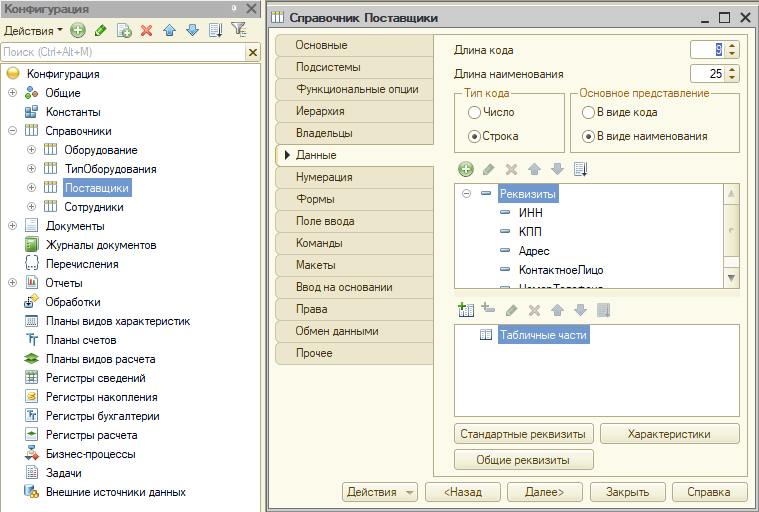 Конфигурация
Действия
Поиск (Ctrl+Alt+M)
Конфигурация
Общие
Константы
Справочники
Оборудование
ТипОборудования
Поставщики
Сотрудники
Документы
Журналы документов
Перечисления
Отчеты
Обработки
Планы видов характеристик
Планы счетов
Планы видов расчета
Регистры сведений
Регистры накопления
Регистры бухгалтерии
Регистры расчета
Бизнес-процессы
Задачи
Внешние источники данных
Справочник Поставщики
Основные
Подсистемы
Функциональные опции
Иерархия
Владельцы
Данные
Нумерация
Формы
Поле ввода
Команды
Макеты
Ввод на основании
Права
Обмен данными
Прочее
Длина кода 9
Длина наименования 25
Тип кода
Число
Строка
Основное представление
В виде кода
В виде наименования
Реквизиты
ИНН
КПП
Адрес
КонтактноеЛицо
НомерТелефона
Табличные части
Стандартные реквизиты
Характеристики
Общие реквизиты
Действия
<Назад
Далее>
Закрыть
Справка